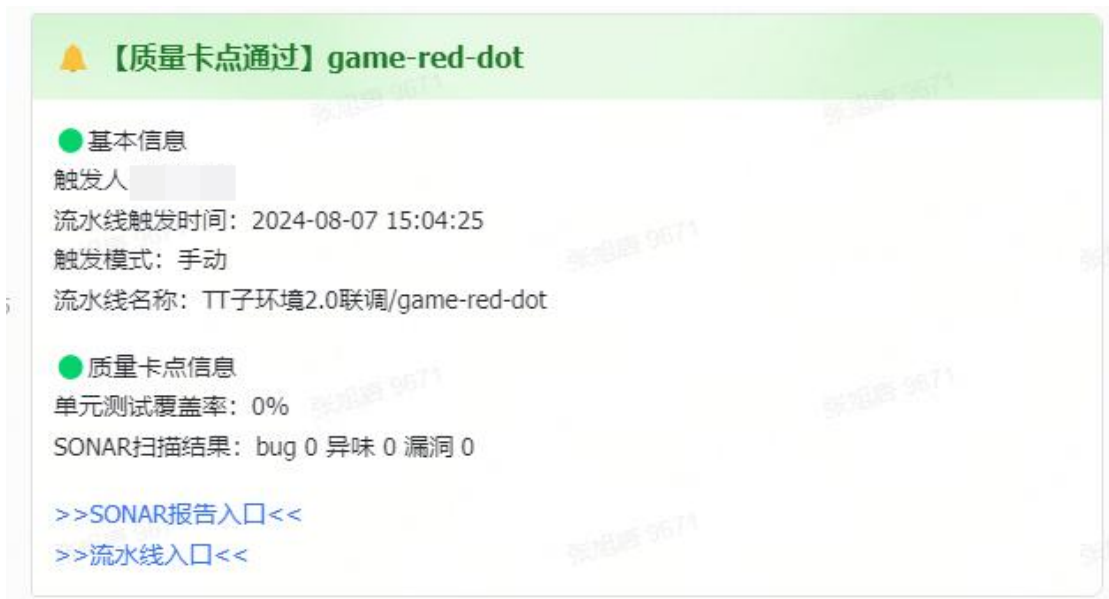 【质量卡点通过】game-red-dot
基本信息
触发人
流水线触发时间：2024-08-07 15:04:25
触发模式：手动
流水线名称：TT子环境2.0联调/game-red-dot
质量卡点信息
单元测试覆盖率：0%
SONAR扫描结果：bug 0 异味 0 漏洞 0
>>SONAR报告入口<<
>>流水线入口<<